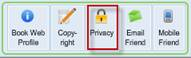 Book Web
Profile
Copy-
right
Privacy
Email
Friend
Mobile
Friend